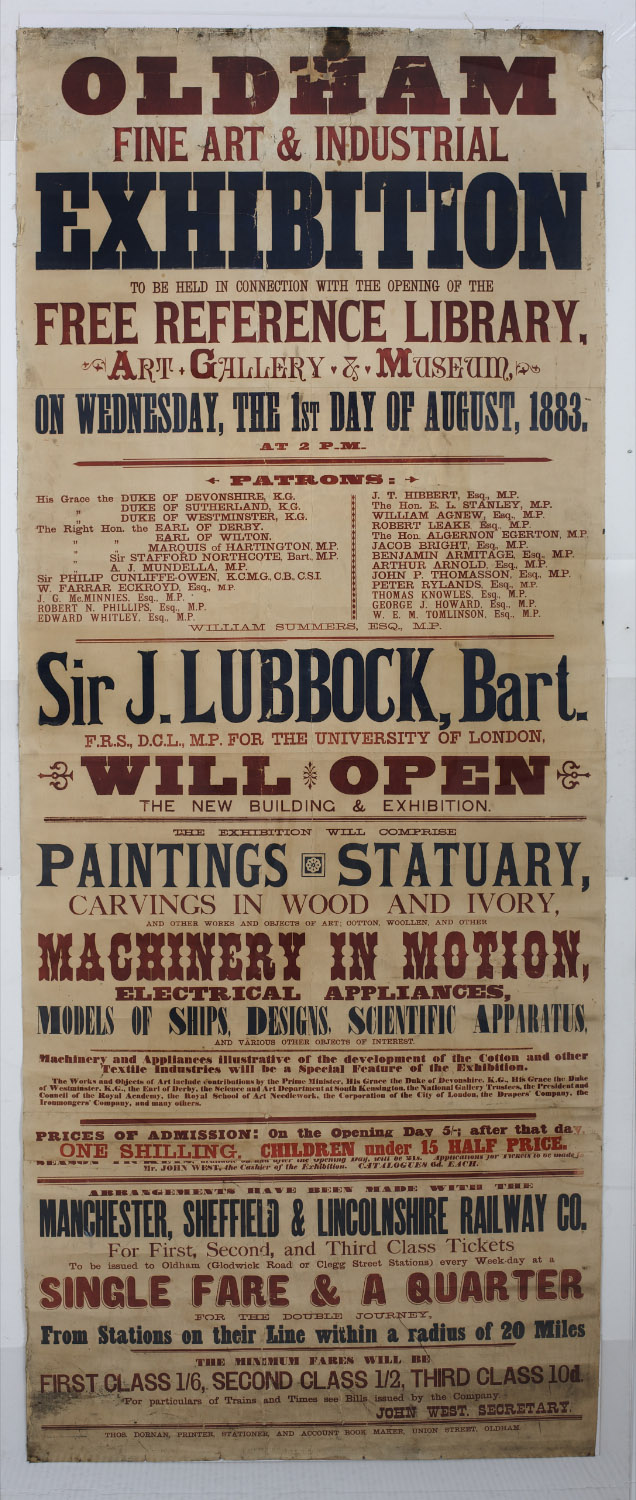 OLDHAM
FINE ART & INDUSTRIAL
EXHIBITION
TO BE HELD IN CONNECTION WITH THE OPENING OF THE
FREE REFERENCE LIBRARY,
ART GALLERY & MUSEUM,
ON WEDNESDAY, THE 1ST DAY OF AUGUST, 1883.
AT 2 P.M.
PATRONS:
His Grace the DUKE OF DEVONSHIRE, K.G.
" DUKE OF SUTHERLAND, K.G.
" DUKE OF WESTMINSTER, K.G.
The Right Hon. the EARL OF DERBY.
" " EARL OF WILTON.
" " MARQUIS of HARTINGTON, M.P.
" Sir STAFFORD NORTHCOTE, Bart., M.P.
" A. J. MUNDELLA, M.P.
Sir PHILIP CUNLIFFE-OWEN, K.C.M.G., C.B., C.S.I.
W. FARRAR ECKROYD, Esq., M.P.
J. G. Mc.MINNIES, Esq., M.P.
ROBERT N. PHILLIPS, Esq., M.P.
EDWARD WHITLEY, Esq., M.P.
J. T. HIBBERT, Esq., M.P.
The Hon. E. L. STANLEY, M.P.
WILLIAM AGNEW, Esq., M.P.
ROBERT LEAKE Esq., M.P.
The Hon. ALGERNON EGERTON, M.P.
JACOB BRIGHT, Esq., M.P.
BENJAMIN ARMITAGE, Esq., M.P.
ARTHUR ARNOLD, Esq., M.P.
JOHN P. THOMASSON, Esq., M.P.
PETER RYLANDS, Esq., M.P.
THOMAS KNOWLES, Esq., M.P.
GEORGE J. HOWARD, Esq., M.P.
W. E. M. TOMLINSON, Esq., M.P.
WILLIAM SUMMERS, ESQ., M.P.
Sir J. LUBBOCK, Bart.
F.R.S., D.C.L., M.P. FOR THE UNIVERSITY OF LONDON,
WILL OPEN
THE NEW BUILDING & EXHIBITION.
THE EXHIBITION WILL COMPRISE
PAINTINGS STATUARY,
CARVINGS IN WOOD AND IVORY,
AND OTHER WORKS AND OBJECTS OF ART; COTTON, WOOLLEN, AND OTHER
MACHINERY IN MOTION,
ELECTRICAL APPLIANCES,
MODELS OF SHIPS, DESIGNS, SCIENTIFIC APPARATUS,
AND VARIOUS OTHER OBJECTS OF INTEREST.
Machinery and Appliances illustrative of the development of the Cotton and other
Textile Industries will be a Special Feature of the Exhibition.
The Works and Objects of Art include contributions by the Prime Minister, His Grace the Duke of Devonshire, K.G., His Grace the Duke
of Westminster, K.G., the Earl of Derby, the Science and Art Department at South Kensington, the National Gallery Trustees, the President and
Council of the Royal Academy, the Royal School of Art Needlework, the Corporation of the City of London, the Drapers' Company, the
Ironmongers' Company, and many others.
PRICES OF ADMISSION: On the Opening Day 5/-; after that day,
ONE SHILLING. CHILDREN under 15 HALF PRICE.
and after the Opening Day, will be 21s. Applications for Tickets to be made
Mr. JOHN WEST, the Cashier of the Exhibition. CATALOGUES 6d. EACH.
ARRANGEMENTS HAVE BEEN MADE WITH THE
MANCHESTER, SHEFFIELD & LINCOLNSHIRE RAILWAY CO.
For First, Second, and Third Class Tickets
To be issued to Oldham (Glodwick Road or Clegg Street Stations) every Week-day at a
SINGLE FARE & A QUARTER
FOR THE DOUBLE JOURNEY,
From Stations on their Line within a radius of 20 Miles
THE MINIMUM FARES WILL BE
FIRST CLASS 1/6, SECOND CLASS 1/2, THIRD CLASS 10d.
For particulars of Trains and Times see Bills issued by the Company
JOHN WEST, SECRETARY.
THOS. DORNAN, PRINTER, STATIONER, AND ACCOUNT BOOK MAKER, UNION STREET, OLDHAM.